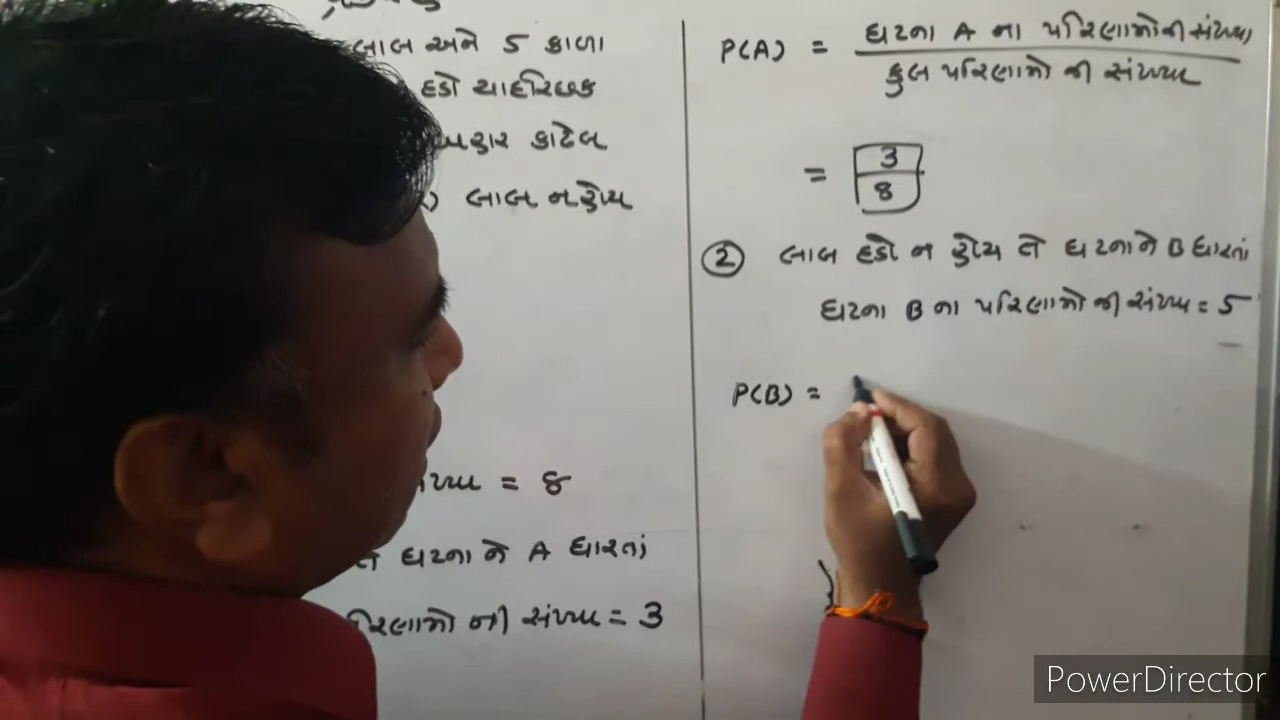 લાલ અને 5 કાળા
દડો યાદચ્છિક
બહાર કાઢેલ
લાલ ન હોય
= 8
તે ઘટનાને A ધારતાં
પરિણામોની સંખ્યા = 3
P(A) = ઘટના A ના પરિણામોની સંખ્યા
કુલ પરિણામોની સંખ્યા
= 3
8
2 લાલ દડો ન હોય તે ઘટનાને B ધારતાં
ઘટના B ના પરિણામોની સંખ્યા = 5
P(B) =
PowerDirector